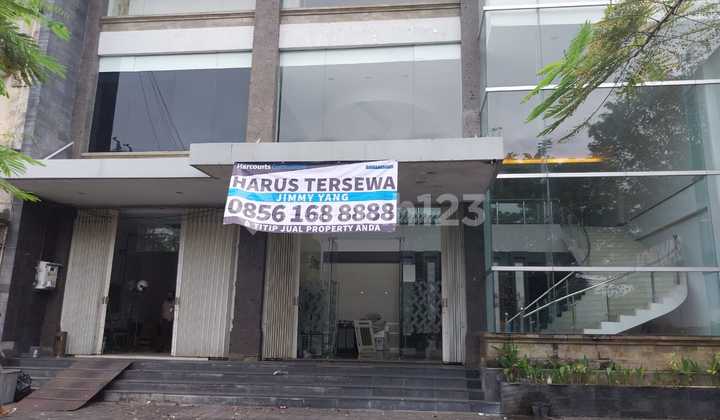 Harcourts
HARUS TERSEWA
JIMMY YANG
0856 168 8888
TITIP JUAL PROPERTY ANDA
123